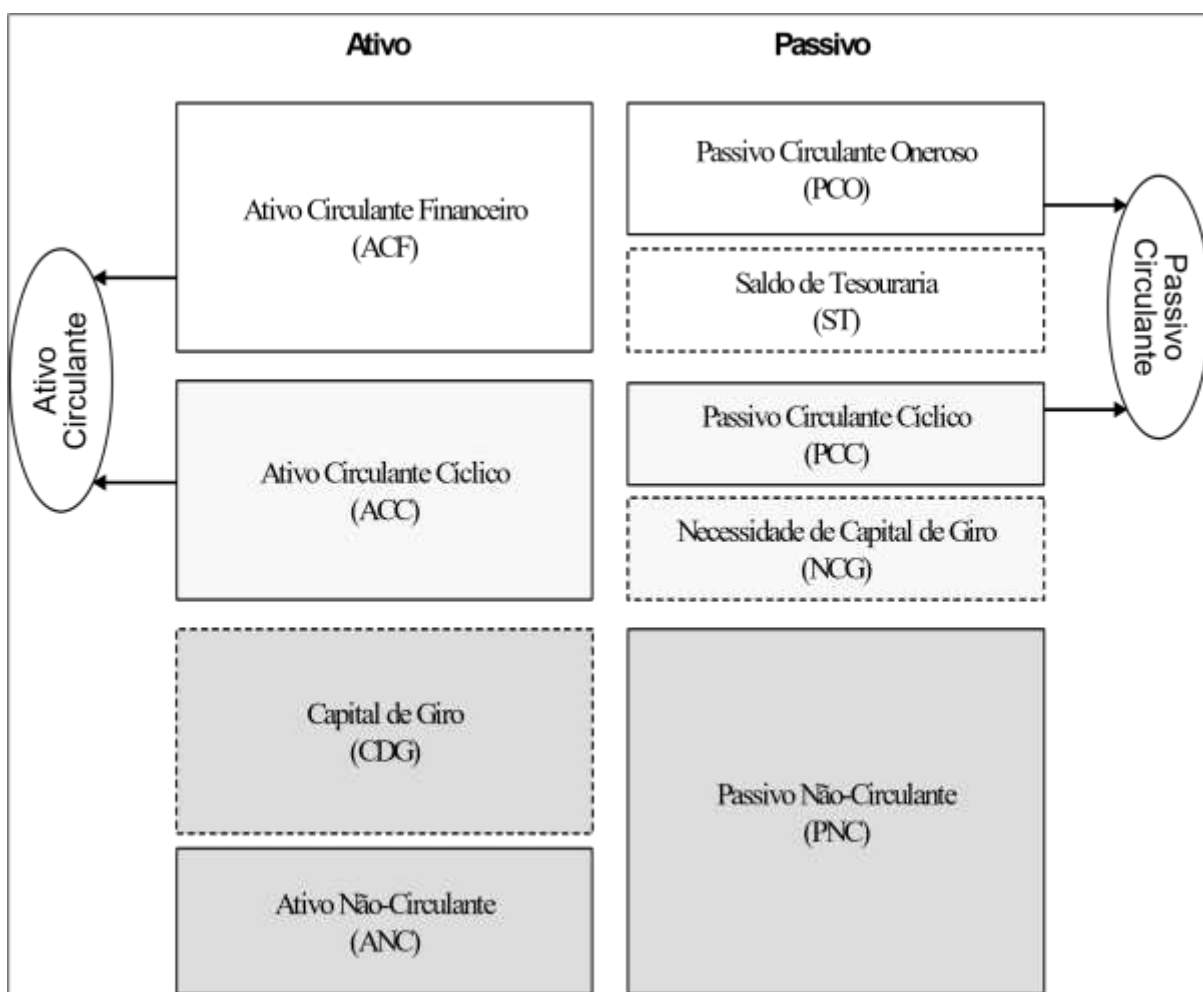 Ativo
Passivo
Ativo Circulante Financeiro
(ACF)
Passivo Circulante Oneroso
(PCO)
Saldo de Tesouraria
(ST)
Ativo
Circulante
Passivo
Circulante
Ativo Circulante Cíclico
(ACC)
Passivo Circulante Cíclico
(PCC)
Necessidade de Capital de Giro
(NCG)
Capital de Giro
(CDG)
Passivo Não-Circulante
(PNC)
Ativo Não-Circulante
(ANC)